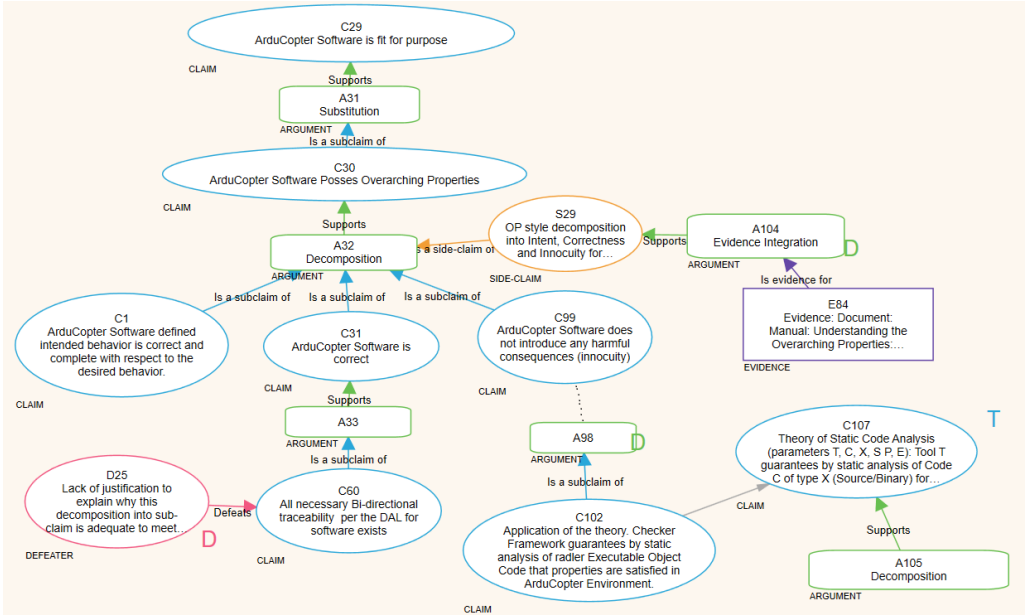 C29
ArduCopter Software is fit for purpose
CLAIM
Supports
A31
Substitution
ARGUMENT
Is a subclaim of
C30
ArduCopter Software Posses Overarching Properties
CLAIM
Supports
A32
Decomposition
ARGUMENT
s a side-claim of
S29
OP style decomposition
into Intent, Correctness
and Innocuity for...
SIDE-CLAIM
Supports
A104
Evidence Integration
D
ARGUMENT
Is evidence for
E84
Evidence: Document:
Manual: Understanding the
Overarching Properties:...
EVIDENCE
Is a subclaim of
Is a subclaim of
Is a subclaim of
C1
ArduCopter Software defined
intended behavior is correct and
complete with respect to the
desired behavior.
CLAIM
C31
ArduCopter Software is
correct
CLAIM
C99
ArduCopter Software does
not introduce any harmful
consequences (innocuity)
CLAIM
Supports
A33
ARGUMENT
Is a subclaim of
A98
D
ARGUMENT
Is a subclaim of
C107
Theory of Static Code Analysis
(parameters T, C, X, S P, E): Tool T
guarantees by static analysis of Code
C of type X (Source/Binary) for...
T
CLAIM
D25
Lack of justification to
explain why this
decomposition into sub-
claim is adequate to meet...
D
DEFEATER
Defeats
C60
All necessary Bi-directional
traceability per the DAL for
software exists
CLAIM
C102
Application of the theory. Checker
Framework guarantees by static
analysis of radler Executable Object
Code that properties are satisfied in
ArduCopter Environment.
CLAIM
Supports
A105
Decomposition
ARGUMENT